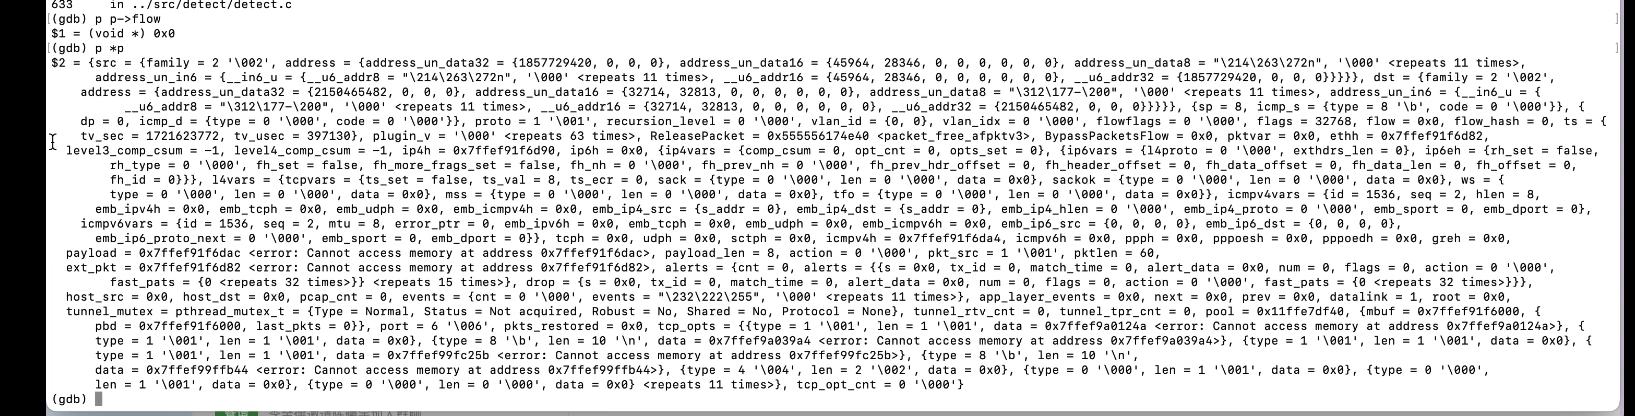 633     in ../src/detect/detect.c
(gdb) p p->flow
$1 = (void *) 0x0
(gdb) p *p
$2 = {src = {family = 2 '\002', address = {address_un_data32 = {1857729420, 0, 0, 0}, address_un_data16 = {45964, 28346, 0, 0, 0, 0, 0, 0}, address_un_data8 = "\214\263\272n", '\000' <repeats 11 times>,
address_un_in6 = {__in6_u = {__u6_addr8 = "\214\263\272n", '\000' <repeats 11 times>, __u6_addr16 = {45964, 28346, 0, 0, 0, 0, 0, 0}, __u6_addr32 = {1857729420, 0, 0, 0}}}}}, dst = {family = 2 '\002',
address = {address_un_data32 = {2150465482, 0, 0, 0}, address_un_data16 = {32714, 32813, 0, 0, 0, 0, 0, 0}, address_un_data8 = "\312\177-\200", '\000' <repeats 11 times>, address_un_in6 = {__in6_u = {
__u6_addr8 = "\312\177-\200", '\000' <repeats 11 times>, __u6_addr16 = {32714, 32813, 0, 0, 0, 0, 0, 0}, __u6_addr32 = {2150465482, 0, 0, 0}}}}}, {sp = 8, icmp_s = {type = 8 '\b', code = 0 '\000'}}, {
dp = 0, icmp_d = {type = 0 '\000', code = 0 '\000'}}, proto = 1 '\001', recursion_level = 0 '\000', vlan_id = {0, 0}, vlan_idx = 0 '\000', flowflags = 0 '\000', flags = 32768, flow = 0x0, flow_hash = 0, ts = {
tv_sec = 1721623772, tv_usec = 397130}, plugin_v = '\000' <repeats 63 times>, ReleasePacket = 0x555556174e40 <packet_free_afpktv3>, BypassPacketsFlow = 0x0, pktvar = 0x0, ethh = 0x7ffef91f6d82,
level3_comp_csum = -1, level4_comp_csum = -1, ip4h = 0x7ffef91f6d90, ip6h = 0x0, {ip4vars = {comp_csum = 0, opt_cnt = 0, opts_set = 0}, {ip6vars = {l4proto = 0 '\000', exthdrs_len = 0}, ip6eh = {rh_set = false,
rh_type = 0 '\000', fh_set = false, fh_more_frags_set = false, fh_nh = 0 '\000', fh_prev_nh = 0 '\000', fh_prev_hdr_offset = 0, fh_header_offset = 0, fh_data_offset = 0, fh_data_len = 0, fh_offset = 0,
fh_id = 0}}}, l4vars = {tcpvars = {ts_set = false, ts_val = 8, ts_ecr = 0, sack = {type = 0 '\000', len = 0 '\000', data = 0x0}, sackok = {type = 0 '\000', len = 0 '\000', data = 0x0}, ws = {
type = 0 '\000', len = 0 '\000', data = 0x0}, mss = {type = 0 '\000', len = 0 '\000', data = 0x0}, tfo = {type = 0 '\000', len = 0 '\000', data = 0x0}}, icmpv4vars = {id = 1536, seq = 2, hlen = 8,
emb_ipv4h = 0x0, emb_tcph = 0x0, emb_udph = 0x0, emb_icmpv4h = 0x0, emb_ip4_src = {s_addr = 0}, emb_ip4_dst = {s_addr = 0}, emb_ip4_hlen = 0 '\000', emb_ip4_proto = 0 '\000', emb_sport = 0, emb_dport = 0},
icmpv6vars = {id = 1536, seq = 2, mtu = 8, error_ptr = 0, emb_ipv6h = 0x0, emb_tcph = 0x0, emb_udph = 0x0, emb_icmpv6h = 0x0, emb_ip6_src = {0, 0, 0, 0}, emb_ip6_dst = {0, 0, 0, 0},
emb_ip6_proto_next = 0 '\000', emb_sport = 0, emb_dport = 0}}, tcph = 0x0, udph = 0x0, sctph = 0x0, icmpv4h = 0x7ffef91f6da4, icmpv6h = 0x0, ppph = 0x0, pppoesh = 0x0, pppoedh = 0x0, greh = 0x0,
payload = 0x7ffef91f6dac <error: Cannot access memory at address 0x7ffef91f6dac>, payload_len = 8, action = 0 '\000', pkt_src = 1 '\001', pktlen = 60,
ext_pkt = 0x7ffef91f6d82 <error: Cannot access memory at address 0x7ffef91f6d82>, alerts = {cnt = 0, alerts = {{s = 0x0, tx_id = 0, match_time = 0, alert_data = 0x0, num = 0, flags = 0, action = 0 '\000',
fast_pats = {0 <repeats 32 times>}} <repeats 15 times>}, drop = {s = 0x0, tx_id = 0, match_time = 0, alert_data = 0x0, num = 0, flags = 0, action = 0 '\000', fast_pats = {0 <repeats 32 times>}}},
host_src = 0x0, host_dst = 0x0, pcap_cnt = 0, events = {cnt = 0 '\000', events = "\232\222\255", '\000' <repeats 11 times>}, app_layer_events = 0x0, next = 0x0, prev = 0x0, datalink = 1, root = 0x0,
tunnel_mutex = pthread_mutex_t = {Type = Normal, Status = Not acquired, Robust = No, Shared = No, Protocol = None}, tunnel_rtv_cnt = 0, tunnel_tpr_cnt = 0, pool = 0x11ffe7df40, {mbuf = 0x7ffef91f6000, {
pbd = 0x7ffef91f6000, last_pkts = 0}}, port = 6 '\006', pkts_restored = 0x0, tcp_opts = {{type = 1 '\001', len = 1 '\001', data = 0x7ffef9a0124a <error: Cannot access memory at address 0x7ffef9a0124a>}, {
type = 1 '\001', len = 1 '\001', data = 0x0}, {type = 8 '\b', len = 10 '\n', data = 0x7ffef9a039a4 <error: Cannot access memory at address 0x7ffef9a039a4>}, {type = 1 '\001', len = 1 '\001', data = 0x0}, {
type = 1 '\001', len = 1 '\001', data = 0x7ffef99fc25b <error: Cannot access memory at address 0x7ffef99fc25b>}, {type = 8 '\b', len = 10 '\n',
data = 0x7ffef99ffb44 <error: Cannot access memory at address 0x7ffef99ffb44>}, {type = 4 '\004', len = 2 '\002', data = 0x0}, {type = 0 '\000', len = 1 '\001', data = 0x0}, {type = 0 '\000',
len = 1 '\001', data = 0x0}, {type = 0 '\000', len = 0 '\000', data = 0x0} <repeats 11 times>}, tcp_opt_cnt = 0 '\000'}
(gdb)